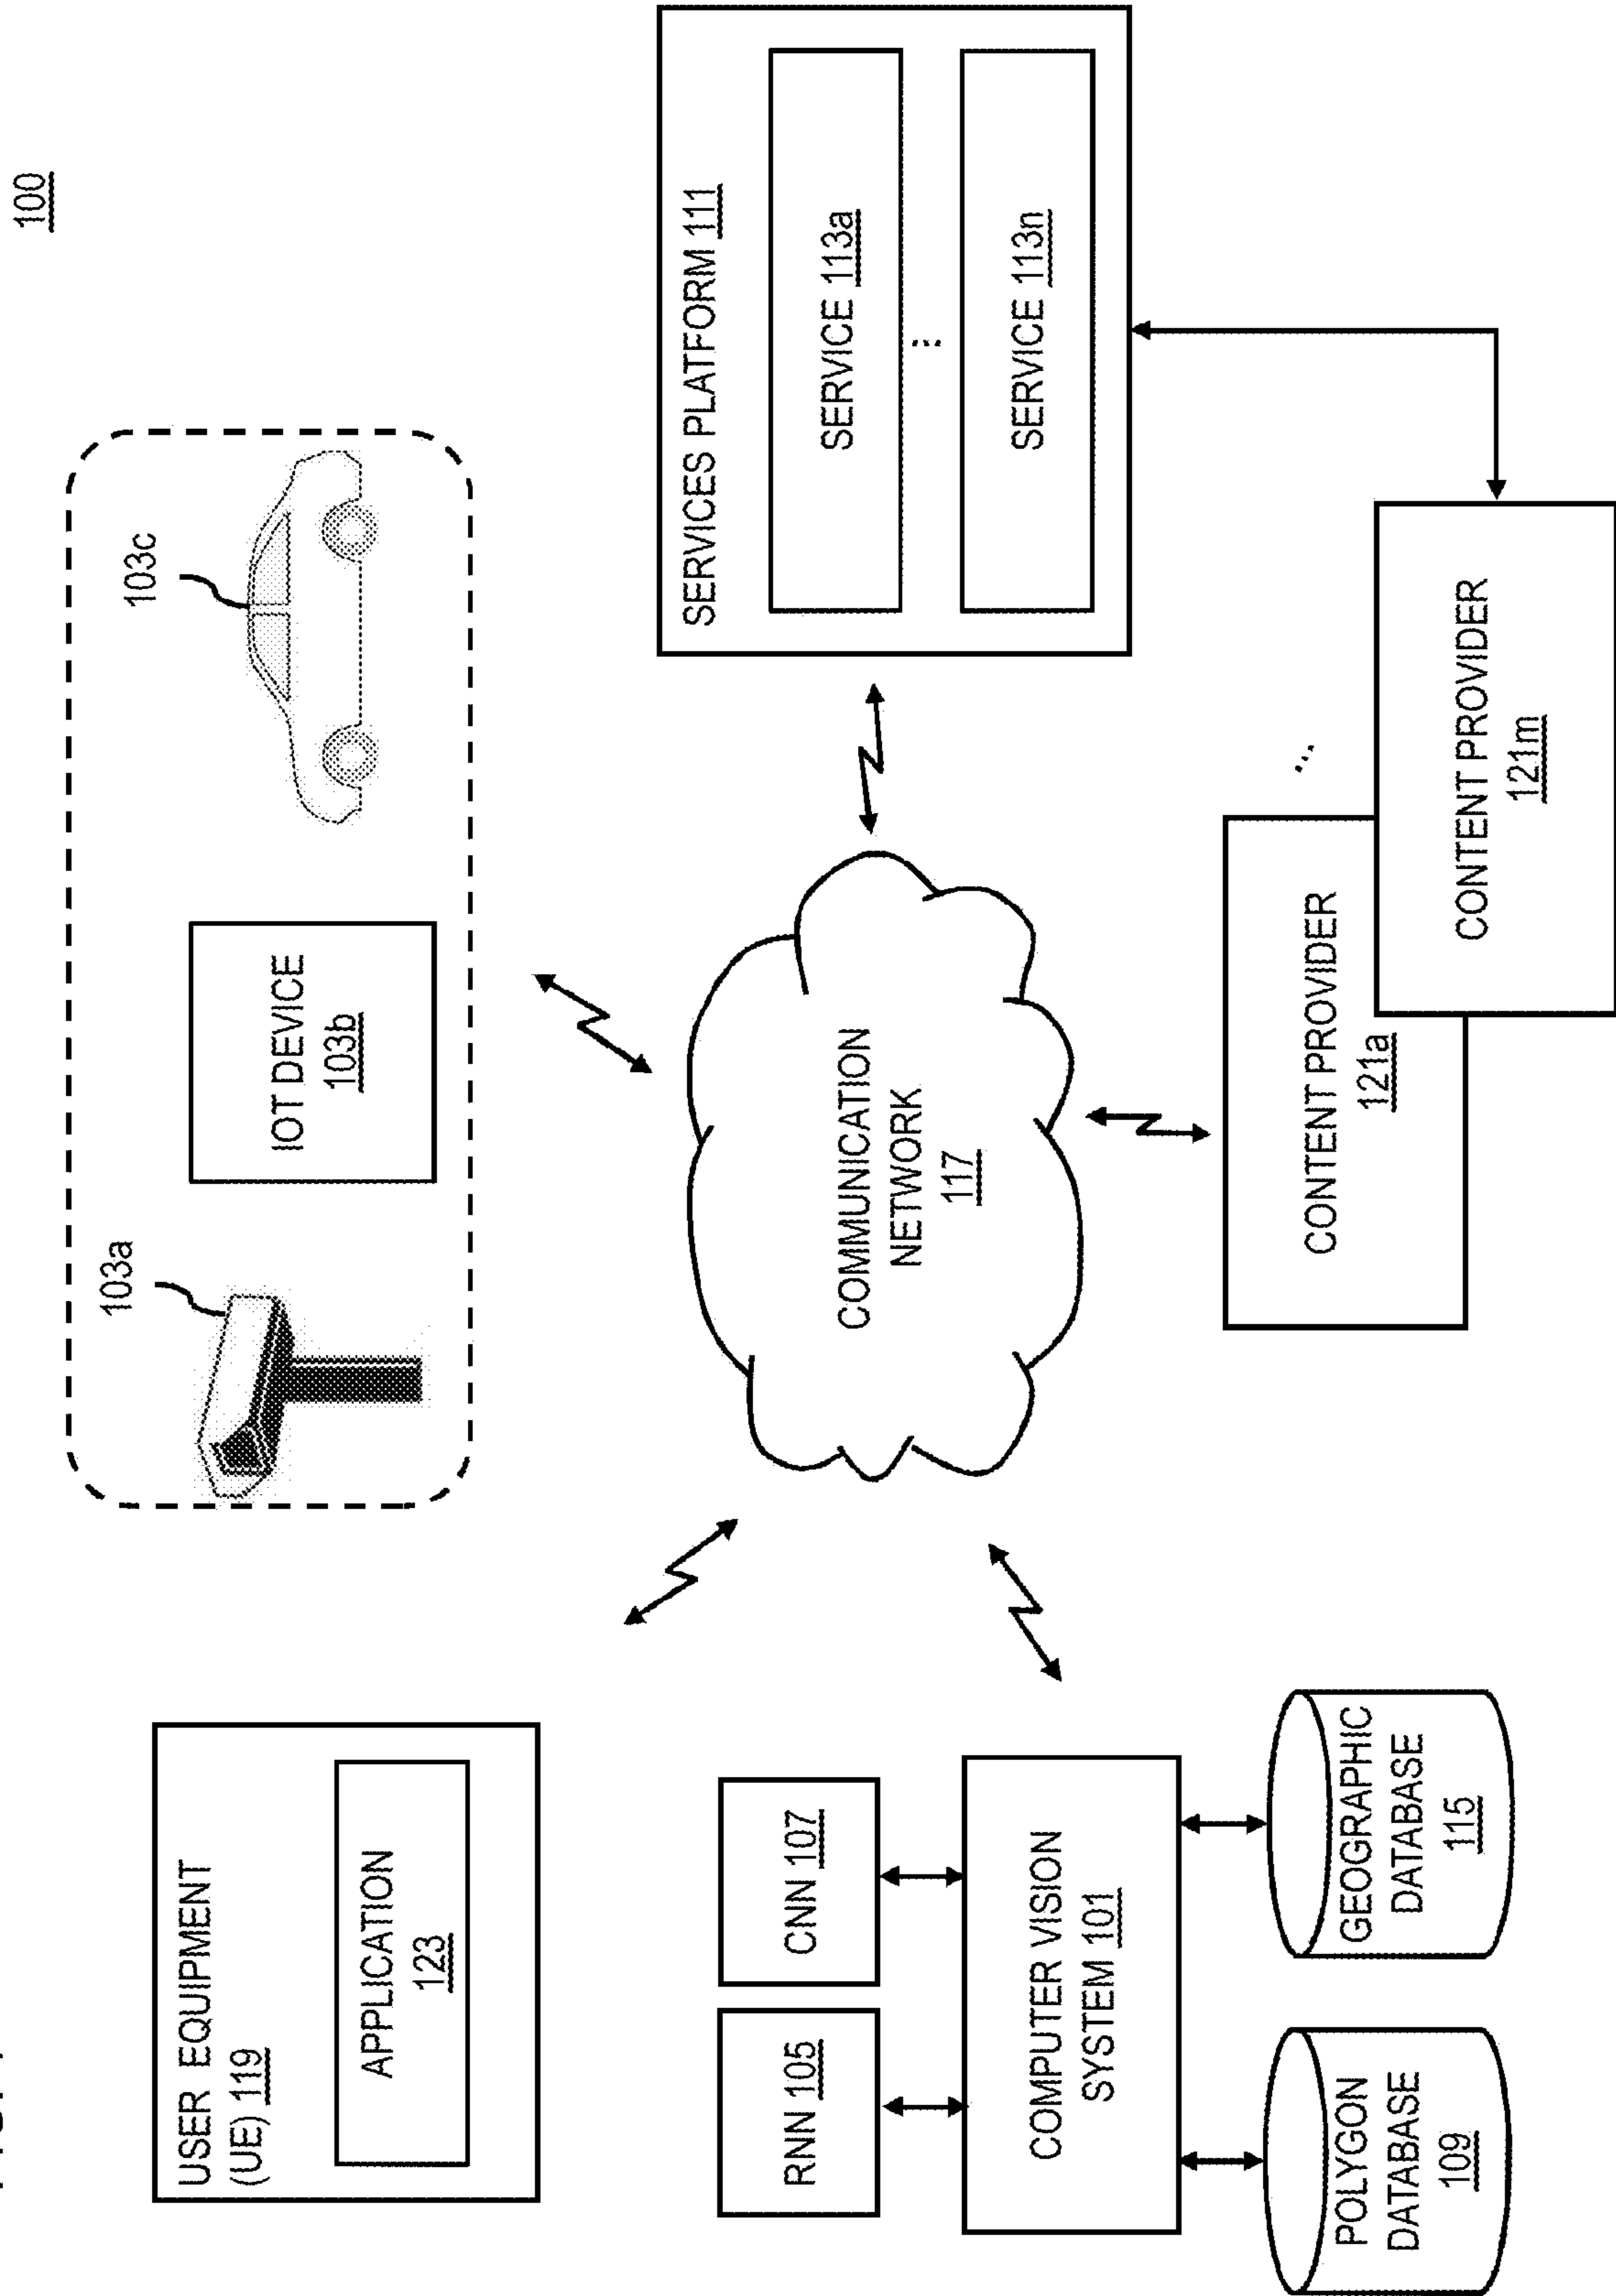 100
USER EQUIPMENT
(UE) 119
APPLICATION
123
103a
IOT DEVICE
103b
103c
RNN 105
CNN 107
COMPUTER VISION
SYSTEM 101
POLYGON
DATABASE
109
GEOGRAPHIC
DATABASE
115
COMMUNICATION
NETWORK
117
SERVICES PLATFORM 111
SERVICE 113a
...
SERVICE 113n
CONTENT PROVIDER
121a
...
CONTENT PROVIDER
121m